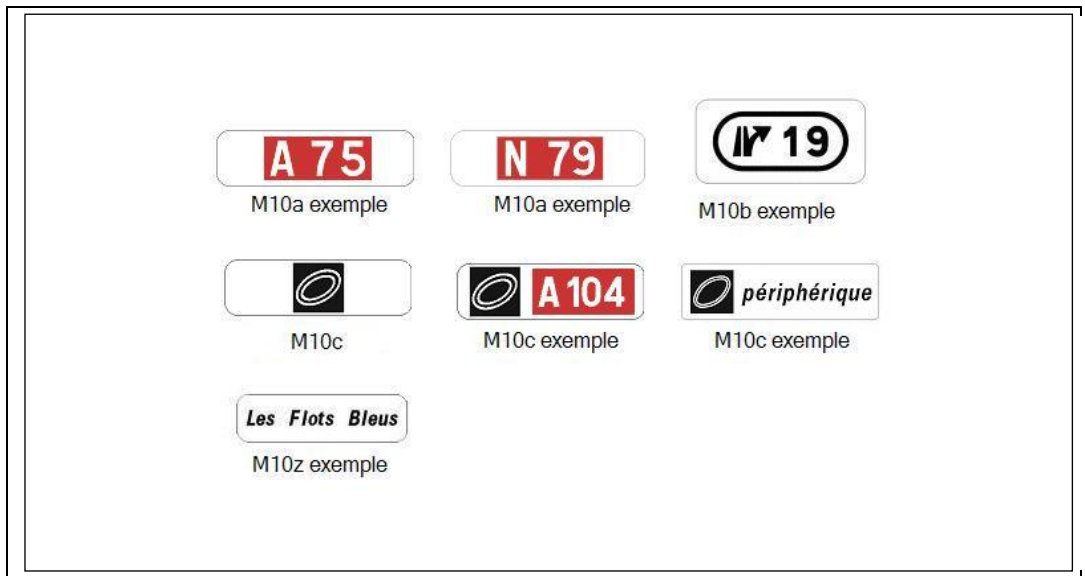 A 75
N 79
19
M10a exemple
M10a exemple
M10b exemple
A 104
périphérique
M10c
M10c exemple
M10c exemple
Les Flots Bleus
M10z exemple